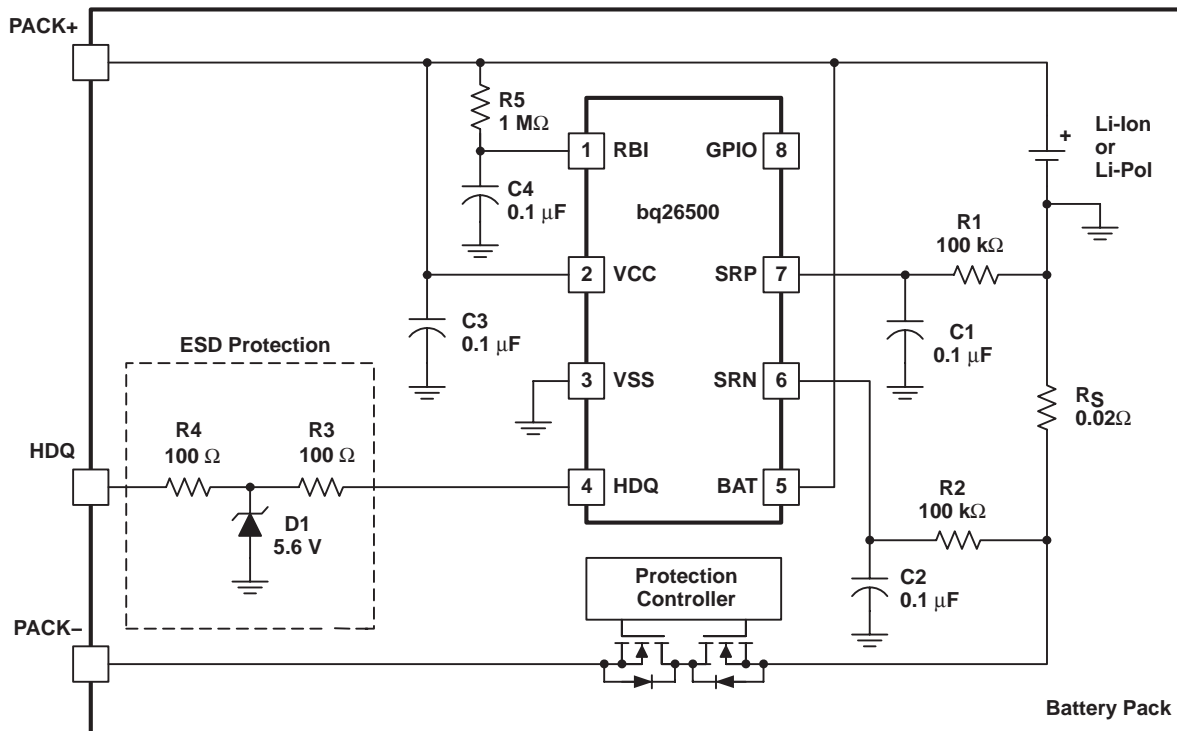 PACK+
R5
1 MΩ
1
RBI
GPIO
8
+
Li-Ion
or
Li-Pol
C4
0.1 μF
bq26500
R1
100 kΩ
2
VCC
SRP
7
C3
0.1 μF
C1
0.1 μF
ESD Protection
3
VSS
SRN
6
RS
0.02Ω
HDQ
R4
100 Ω
R3
100 Ω
4
HDQ
BAT
5
R2
100 kΩ
D1
5.6 V
Protection
Controller
C2
0.1 μF
PACK–
Battery Pack